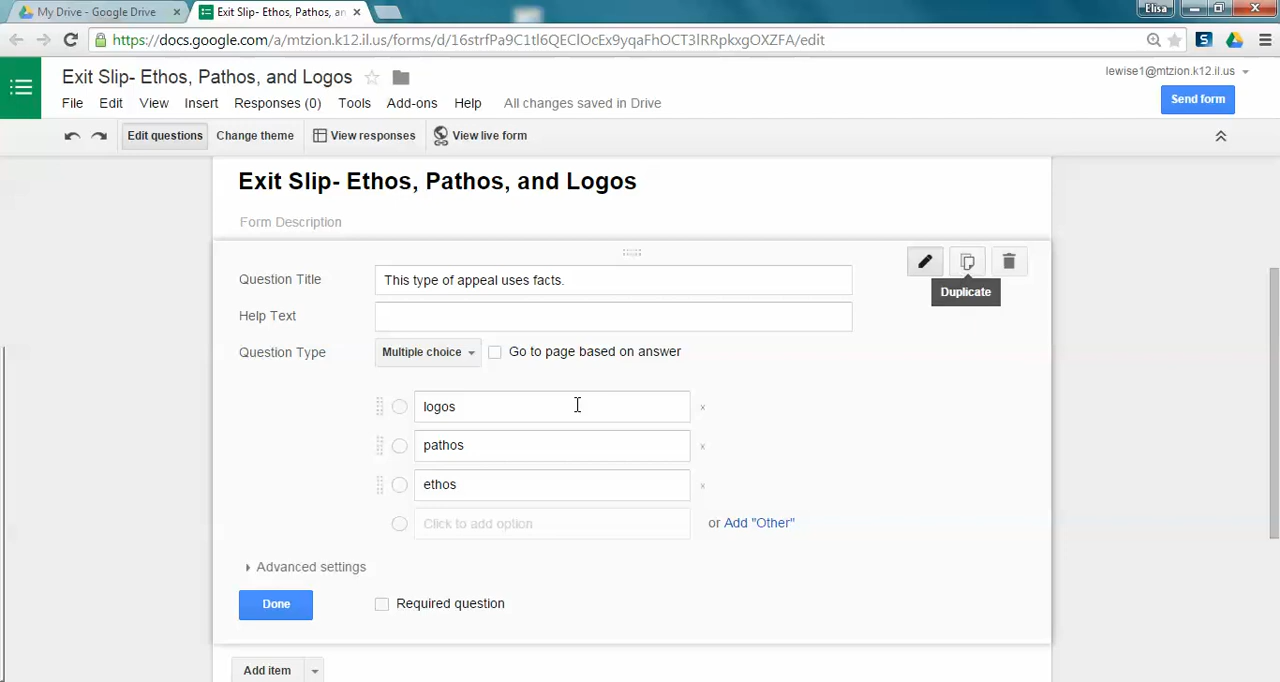 My Drive - Google Drive × Exit Slip- Ethos, Pathos, an ×
Elisa
https://docs.google.com/a/mtzion.k12.il.us/forms/d/16strfPa9C1tl6QEClOcEx9yqaFhOCT3lRRpkxgOXZFA/edit
Exit Slip- Ethos, Pathos, and Logos
lewise1@mtzion.k12.il.us
File Edit View Insert Responses (0) Tools Add-ons Help All changes saved in Drive
Send form
Edit questions Change theme View responses View live form
Exit Slip- Ethos, Pathos, and Logos
Form Description
Question Title This type of appeal uses facts.
Duplicate
Help Text
Question Type Multiple choice Go to page based on answer
logos x
pathos x
ethos x
Click to add option or Add "Other"
Advanced settings
Done Required question
Add item